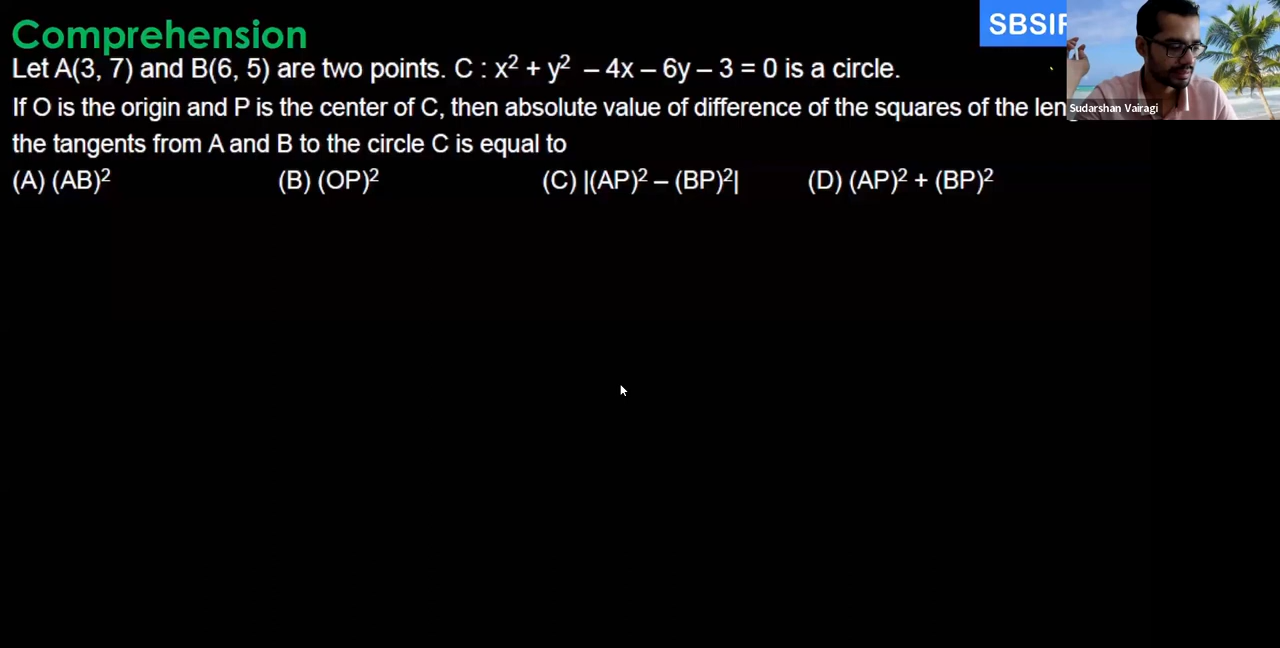 Comprehension
SBSIF
Let A(3, 7) and B(6, 5) are two points. C : x² + y² – 4x – 6y – 3 = 0 is a circle.
Sudarshan Vairagi
If O is the origin and P is the center of C, then absolute value of difference of the squares of the
the tangents from A and B to the circle C is equal to
(A) (AB)² (B) (OP)² (C) |(AP)² – (BP)²| (D) (AP)² + (BP)²